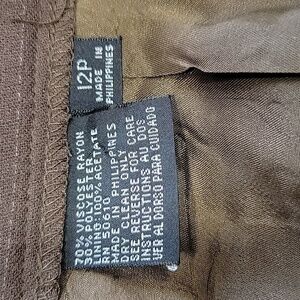 12P
MADE IN
PHILIPPINES
70% VISCOSE RAYON
30% POLYESTER
LINING:100% ACETATE
RN 50610
MADE IN PHILIPPINES
DRY CLEAN ONLY
SEE REVERSE FOR CARE
INSTRUCTIONS AU DOS
VER AL DORSO PARA CUIDADO